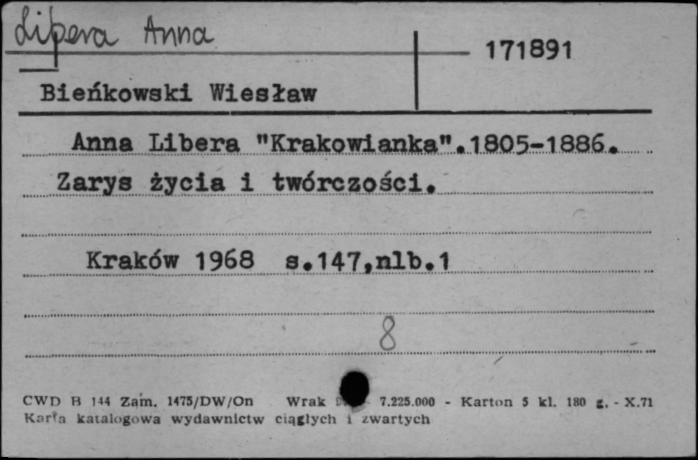 Lipera Anna
171891
Bieńkowski Wiesław
Anna Libera "Krakowianka".1805-1886.
Zarys życia i twórczości.
Kraków 1968 s.147,nlb.1
8
CWD B 144 Zam. 1475/DW/On Wrak 7.225.000 - Karton 5 kl. 180 g. - X.71
Karta katalogowa wydawnictw ciągłych i zwartych